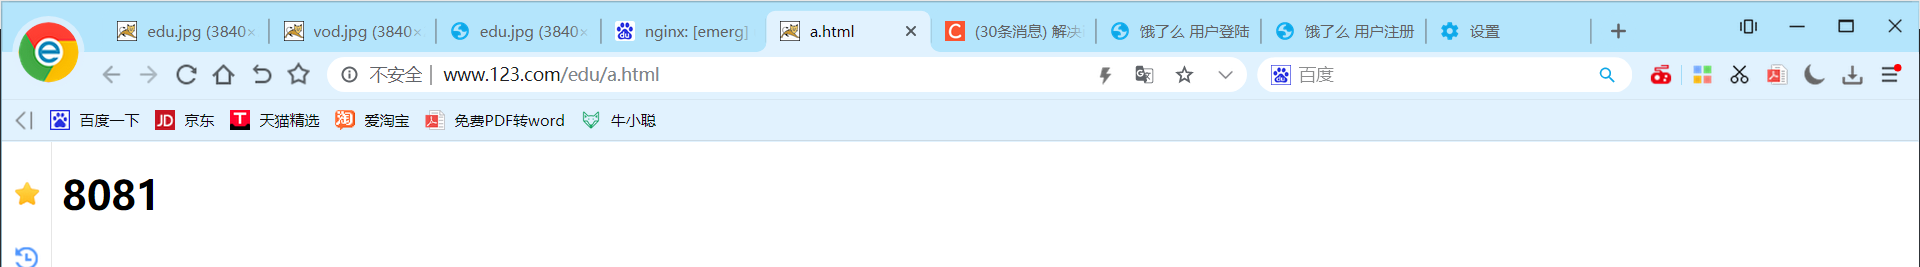 edu.jpg (3840× vod.jpg (3840× edu.jpg (3840× nginx: [emerg] a.html (30条消息) 解决 饿了么 用户登陆 饿了么 用户注册 设置
不安全 www.123.com/edu/a.html 百度
百度一下 JD 京东 T 天猫精选 淘 爱淘宝 免费PDF转word 牛小聪
8081